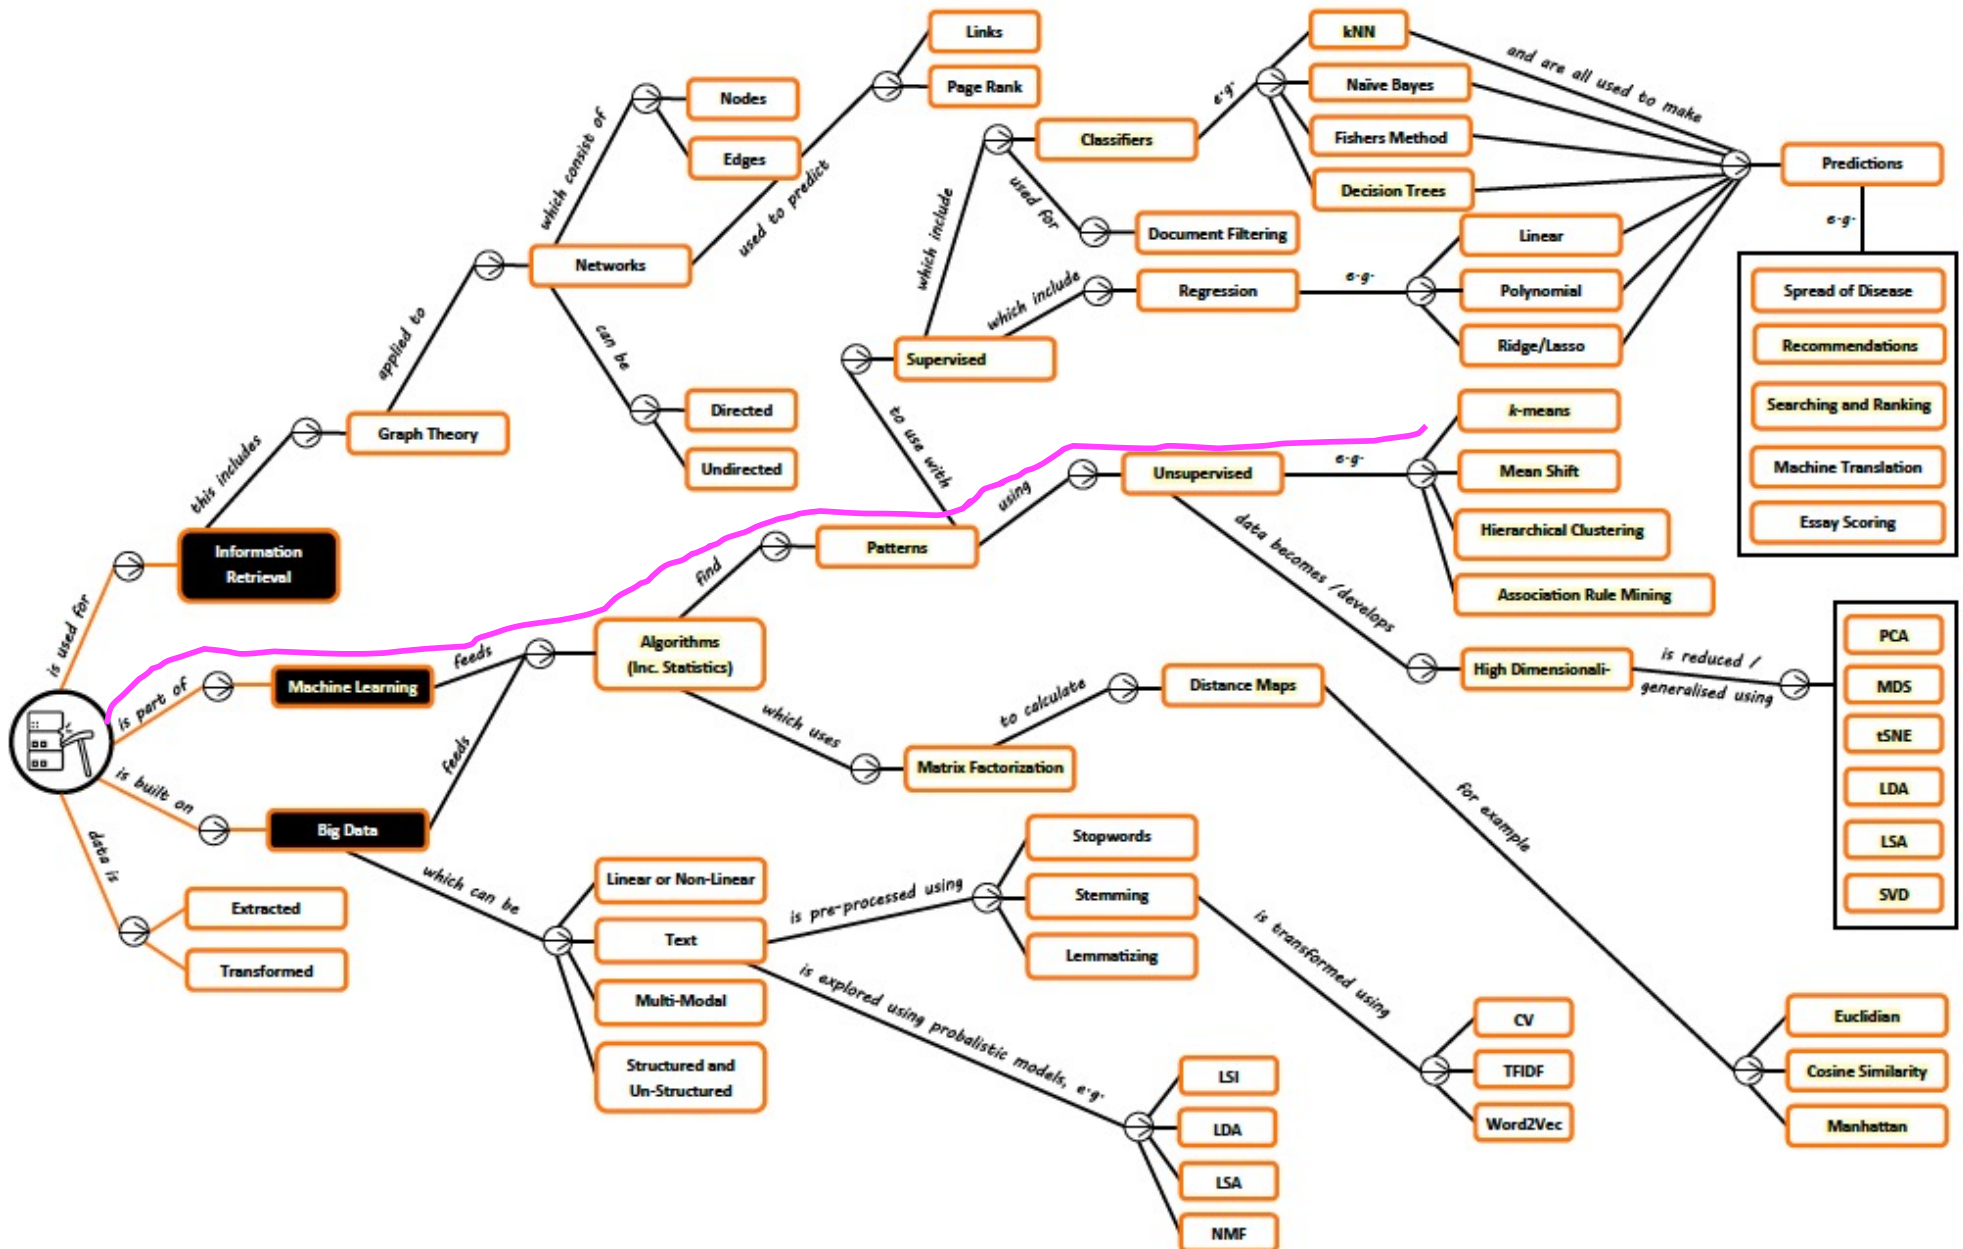 Links
Page Rank
Nodes
Edges
which consist of
used to predict
Networks
applied to
can be
Directed
Undirected
Graph Theory
this includes
Information
Retrieval
is used for
is part of
Machine Learning
feeds
is built on
Big Data
feeds
data is
Extracted
Transformed
Algorithms
(Inc. Statistics)
find
Patterns
to use with
Supervised
which include
Classifiers
e.g.
kNN
Naïve Bayes
Fishers Method
Decision Trees
and are all used to make
used for
Document Filtering
which include
Regression
e.g.
Linear
Polynomial
Ridge/Lasso
Predictions
e.g.
Spread of Disease
Recommendations
Searching and Ranking
Machine Translation
Essay Scoring
using
Unsupervised
e.g.
k-means
Mean Shift
Hierarchical Clustering
Association Rule Mining
data becomes / develops
High Dimensionali-
is reduced /
generalised using
PCA
MDS
tSNE
LDA
LSA
SVD
which uses
Matrix Factorization
to calculate
Distance Maps
for example
Euclidian
Cosine Similarity
Manhattan
which can be
Linear or Non-Linear
Text
Multi-Modal
Structured and
Un-Structured
is pre-processed using
Stopwords
Stemming
Lemmatizing
is transformed using
CV
TFIDF
Word2Vec
is explored using probalistic models, e.g.
LSI
LDA
LSA
NMF